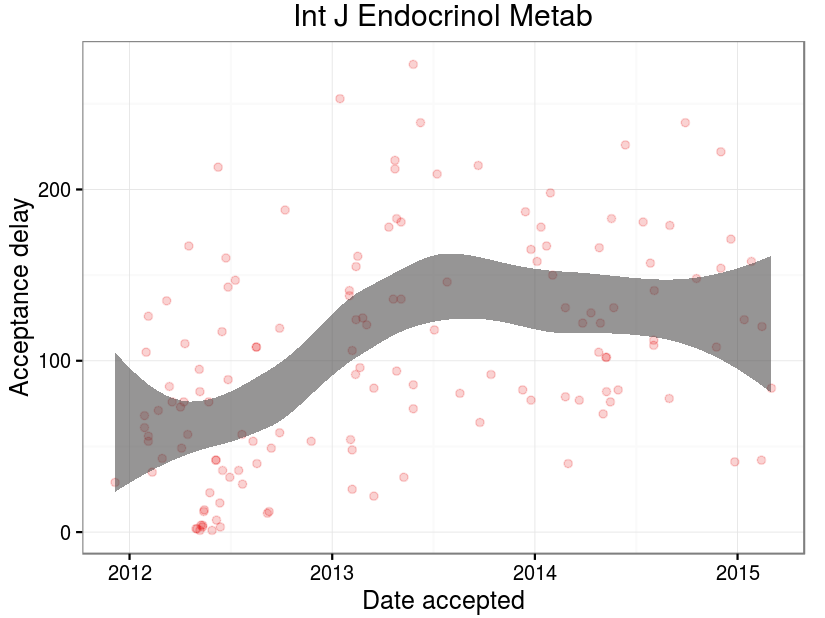 Int J Endocrinol Metab
Acceptance delay
200
100
0
2012 2013 2014 2015
Date accepted